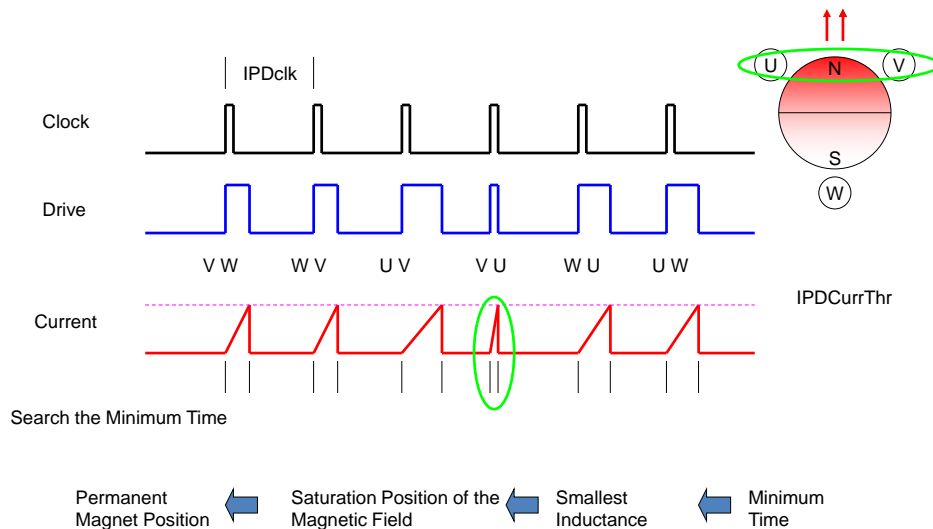 IPDclk
U
N
V
Clock
S
W
Drive
V W
W V
U V
V U
W U
U W
IPDCurrThr
Current
Search the Minimum Time
Permanent
Magnet Position
Saturation Position of the
Magnetic Field
Smallest
Inductance
Minimum
Time